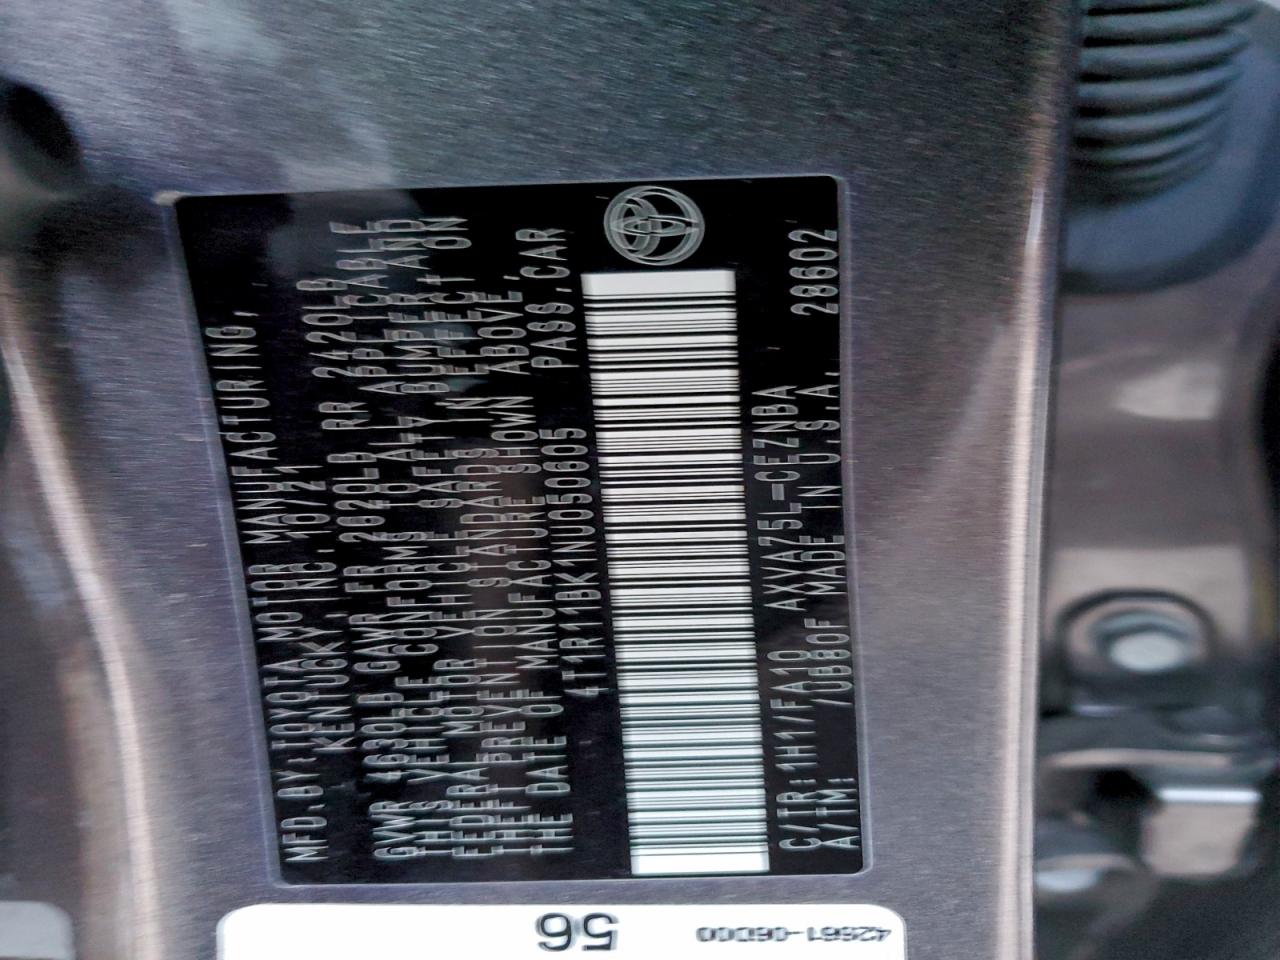 MFD.BY:TOYOTA MOTOR MANUFACTURING,
KENTUCKY, INC. 10/21
GVWR 4630LB GAWR FR 2620LB RR 2420LB
THIS VEHICLE CONFORMS TO ALL APPLICABLE
FEDERAL MOTOR VEHICLE SAFETY, BUMPER, AND
THEFT PREVENTION STANDARDS IN EFFECT ON
THE DATE OF MANUFACTURE SHOWN ABOVE.
4T1R11BK1NU050605 PASS.CAR
C/TR:1H1/FA10 AXVA75L-CEZNBA
A/TM: /UB80F MADE IN U.S.A. 28602
56
42661-06D00